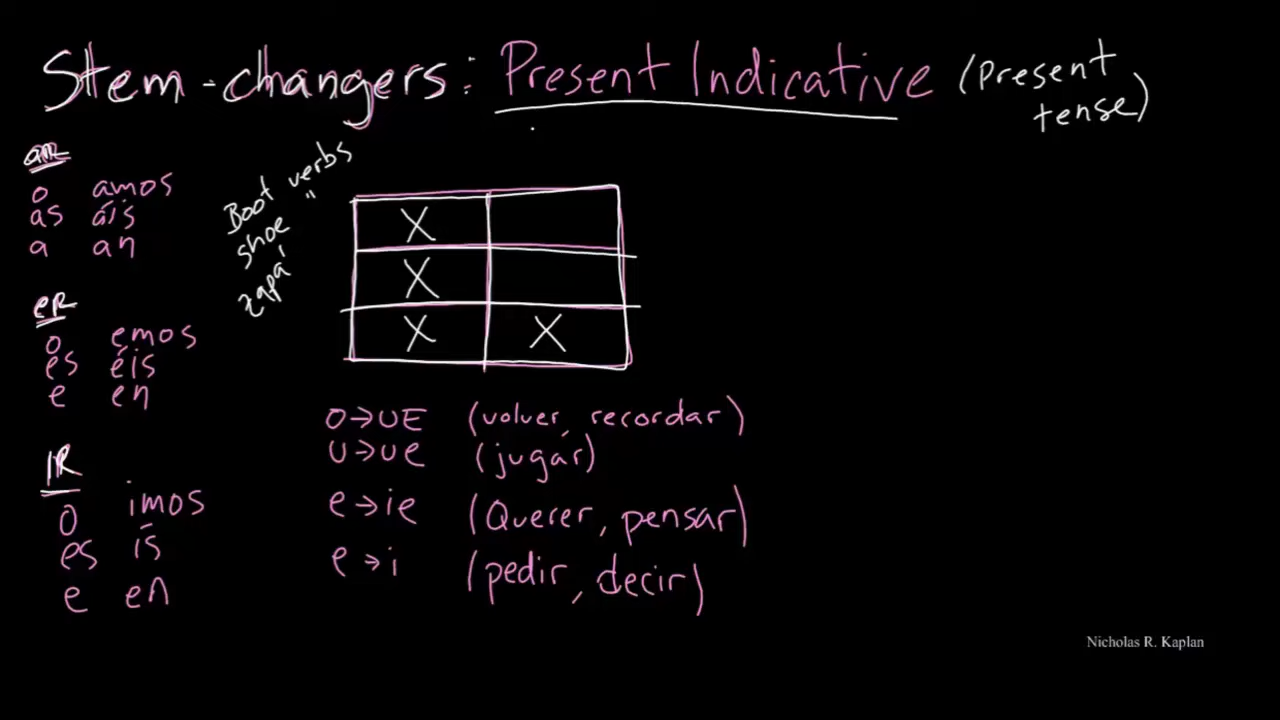 Stem-changers: Present Indicative (present tense)
aR
o amos
as áis
a an
eR
o emos
es éis
e en
IR
o imos
es ís
e en
Boot verbs
shoe "
zapa
X
X
X X
O→UE (volver, recordar)
U→ue (jugar)
e→ie (Querer, pensar)
e→i (pedir, decir)
Nicholas R. Kaplan